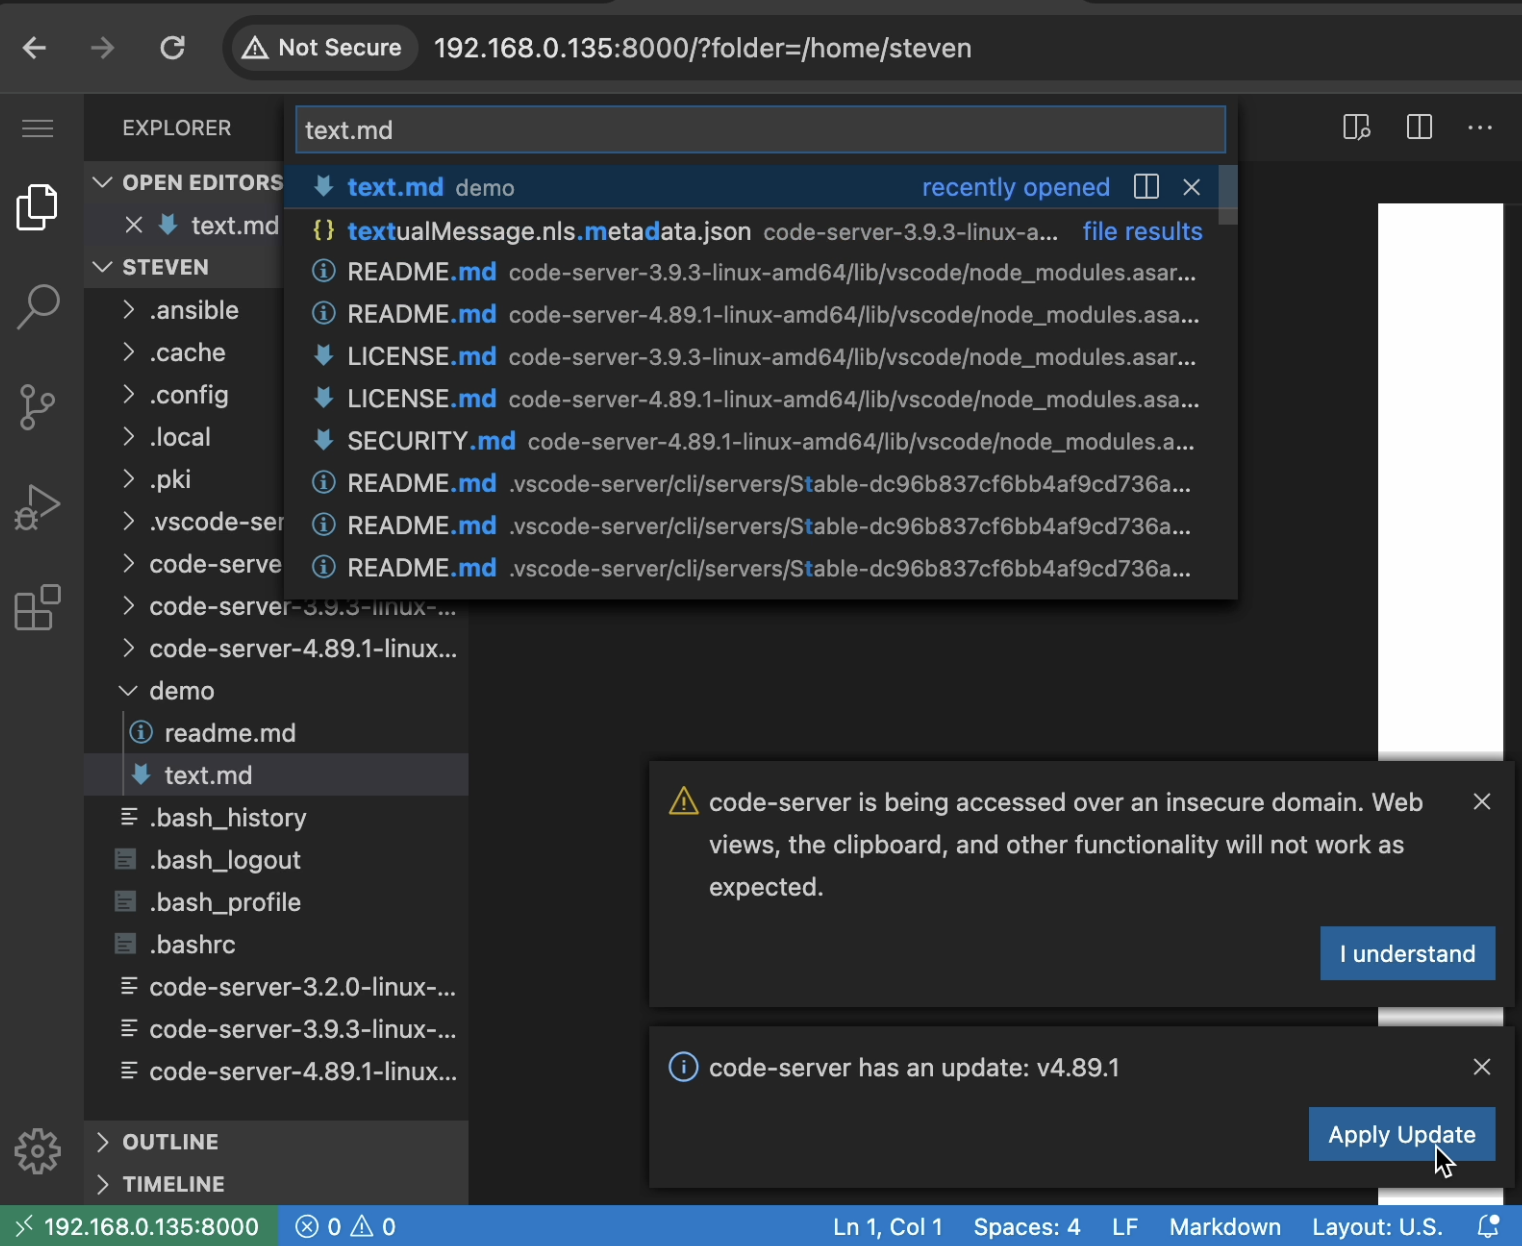 Not Secure 192.168.0.135:8000/?folder=/home/steven
EXPLORER
text.md
OPEN EDITORS
text.md demo recently opened
text.md
textualMessage.nls.metadata.json code-server-3.9.3-linux-a... file results
STEVEN
README.md code-server-3.9.3-linux-amd64/lib/vscode/node_modules.asar...
.ansible
README.md code-server-4.89.1-linux-amd64/lib/vscode/node_modules.asa...
.cache
LICENSE.md code-server-3.9.3-linux-amd64/lib/vscode/node_modules.asar...
.config
LICENSE.md code-server-4.89.1-linux-amd64/lib/vscode/node_modules.asa...
.local
SECURITY.md code-server-4.89.1-linux-amd64/lib/vscode/node_modules.a...
.pki
README.md .vscode-server/cli/servers/Stable-dc96b837cf6bb4af9cd736a...
.vscode-ser
README.md .vscode-server/cli/servers/Stable-dc96b837cf6bb4af9cd736a...
code-serve
README.md .vscode-server/cli/servers/Stable-dc96b837cf6bb4af9cd736a...
code-server-3.9.3-linux-...
code-server-4.89.1-linux...
demo
readme.md
text.md
.bash_history
.bash_logout
.bash_profile
.bashrc
code-server-3.2.0-linux-...
code-server-3.9.3-linux-...
code-server-4.89.1-linux...
OUTLINE
TIMELINE
code-server is being accessed over an insecure domain. Web
views, the clipboard, and other functionality will not work as
expected.
I understand
code-server has an update: v4.89.1
Apply Update
192.168.0.135:8000 0 0 Ln 1, Col 1 Spaces: 4 LF Markdown Layout: U.S.